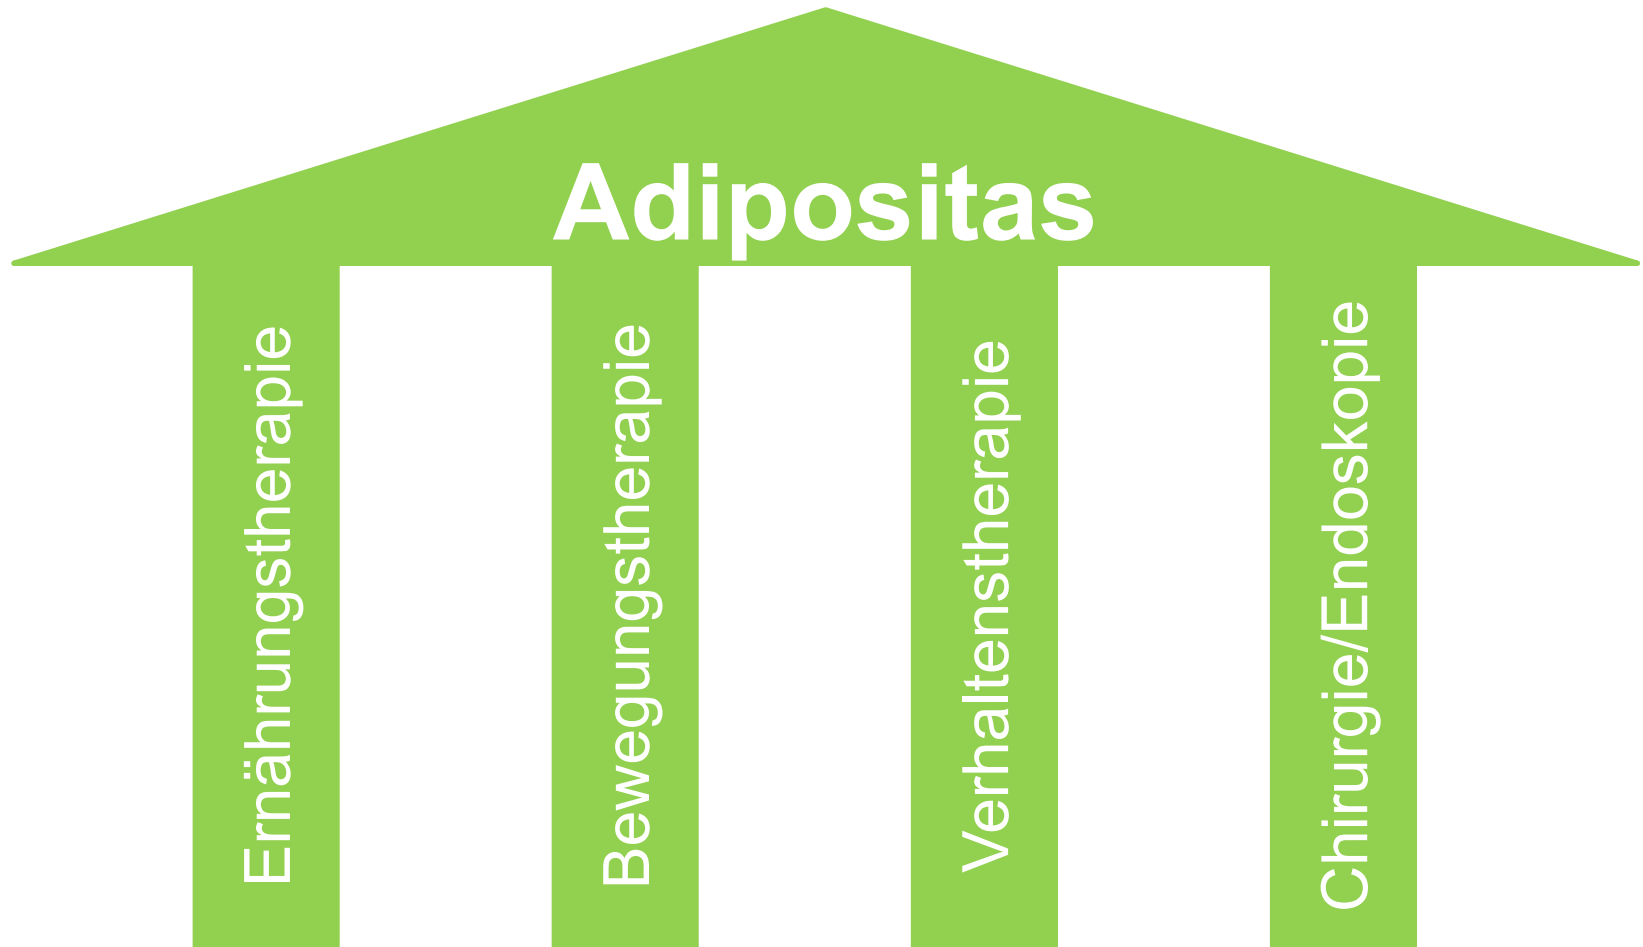 Adipositas
Ernährungstherapie
Bewegungstherapie
Verhaltenstherapie
Chirurgie/Endoskopie